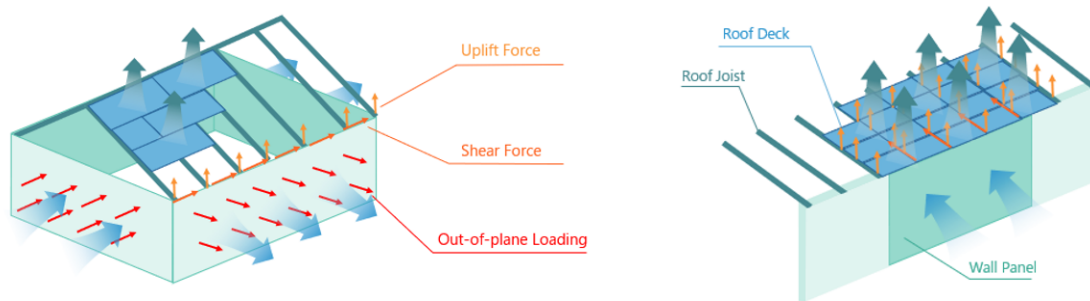 Uplift Force
Shear Force
Out-of-plane Loading
Roof Deck
Roof Joist
Wall Panel